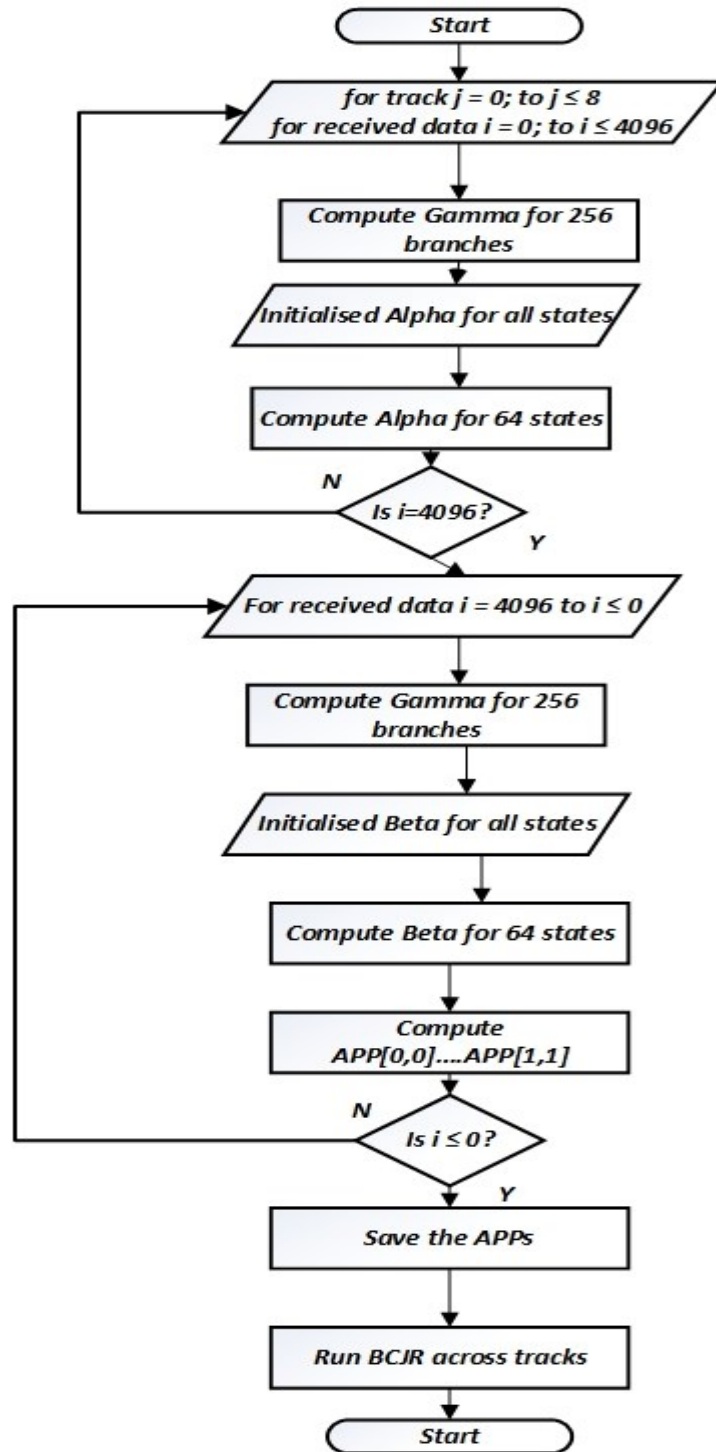 Start
for track j = 0; to j ≤ 8
for received data i = 0; to i ≤ 4096
Compute Gamma for 256
branches
Initialised Alpha for all states
Compute Alpha for 64 states
N
Is i=4096?
Y
For received data i = 4096 to i ≤ 0
Compute Gamma for 256
branches
Initialised Beta for all states
Compute Beta for 64 states
Compute
APP[0,0]....APP[1,1]
N
Is i ≤ 0?
Y
Save the APPs
Run BCJR across tracks
Start